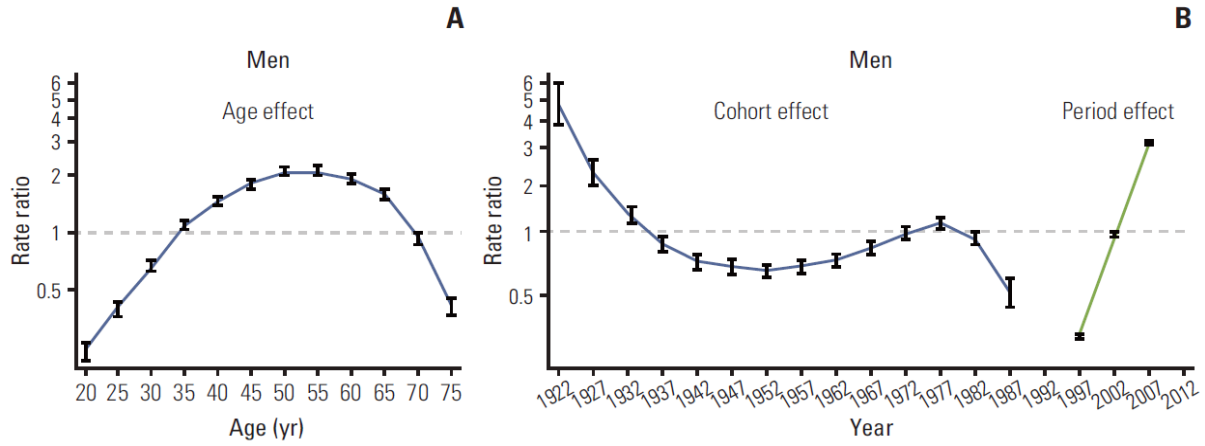 A
Men
Age effect
Rate ratio
6
5
4
3
2
1
0.5
20 25 30 35 40 45 50 55 60 65 70 75
Age (yr)
B
Men
Cohort effect
Period effect
Rate ratio
6
5
4
3
2
1
0.5
1922 1927 1932 1937 1942 1947 1952 1957 1962 1967 1972 1977 1982 1987 1992 1997 2002 2007 2012
Year